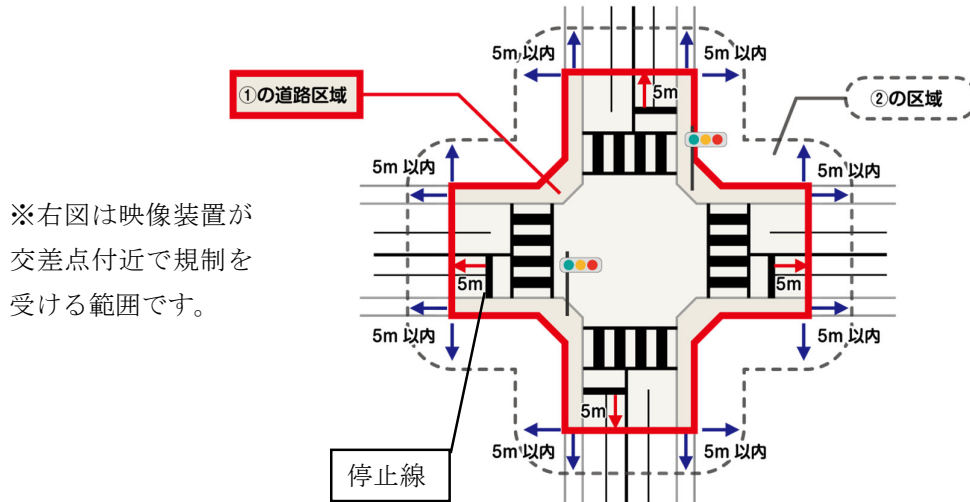 5m 以内
5m 以内
①の道路区域
5m
②の区域
5m 以内
5m 以内
※右図は映像装置が
交差点付近で規制を
受ける範囲です。
5m
5m
5m 以内
5m 以内
5m
5m 以内
5m 以内
停止線